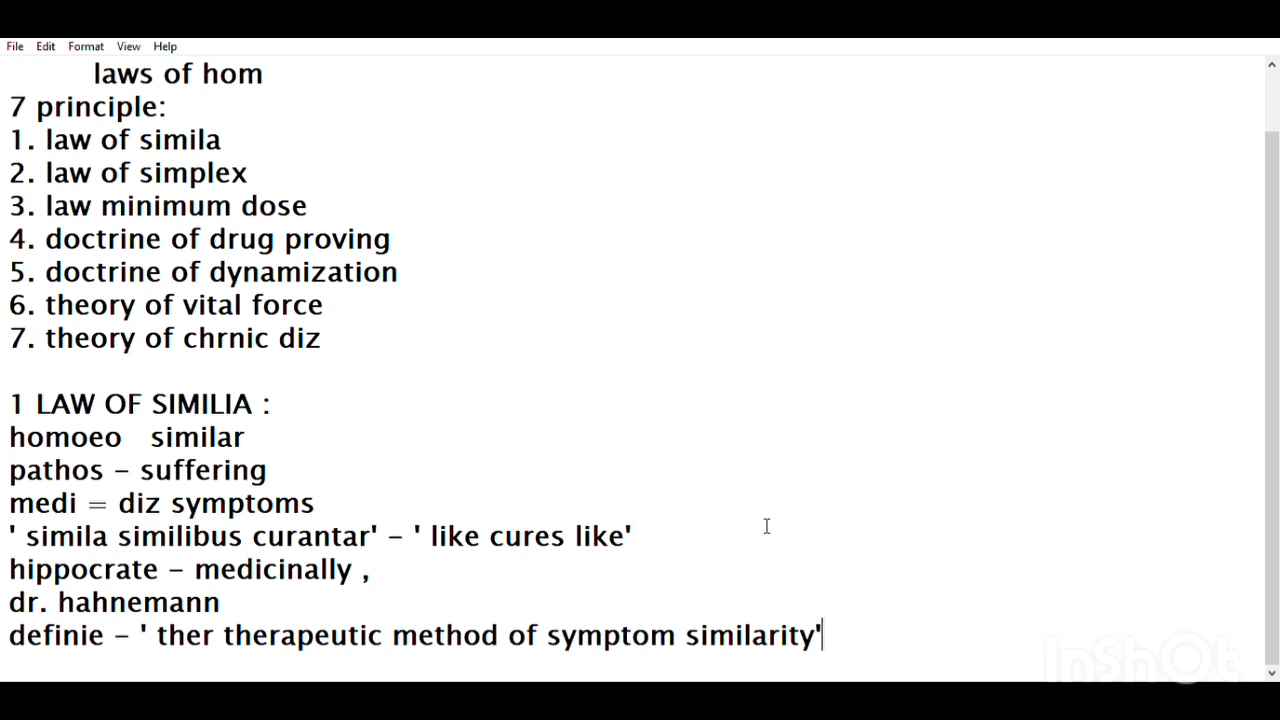 File Edit Format View Help
laws of hom
7 principle:
1. law of simila
2. law of simplex
3. law minimum dose
4. doctrine of drug proving
5. doctrine of dynamization
6. theory of vital force
7. theory of chrnic diz
1 LAW OF SIMILIA :
homoeo similar
pathos - suffering
medi = diz symptoms
' simila similibus curantar' - ' like cures like'
hippocrate - medicinally ,
dr. hahnemann
definie - ' ther therapeutic method of symptom similarity'
InShOt